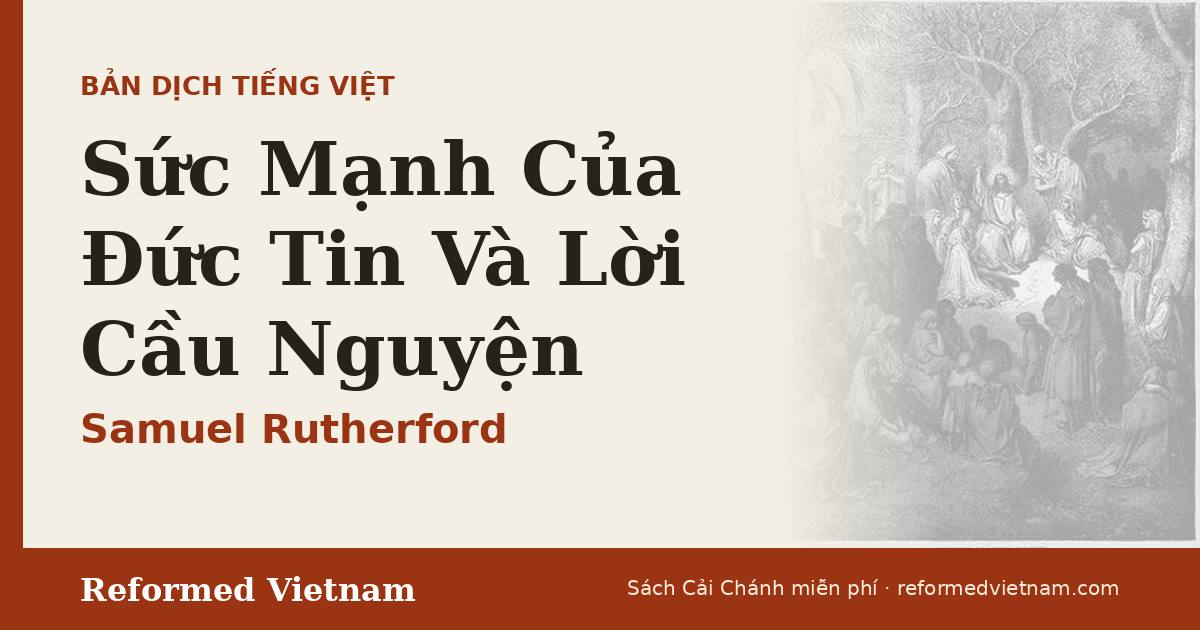 BẢN DỊCH TIẾNG VIỆT
Sức Mạnh Của
Đức Tin Và Lời
Cầu Nguyện
Samuel Rutherford
Reformed Vietnam
Sách Cải Chánh miễn phí · reformedvietnam.com